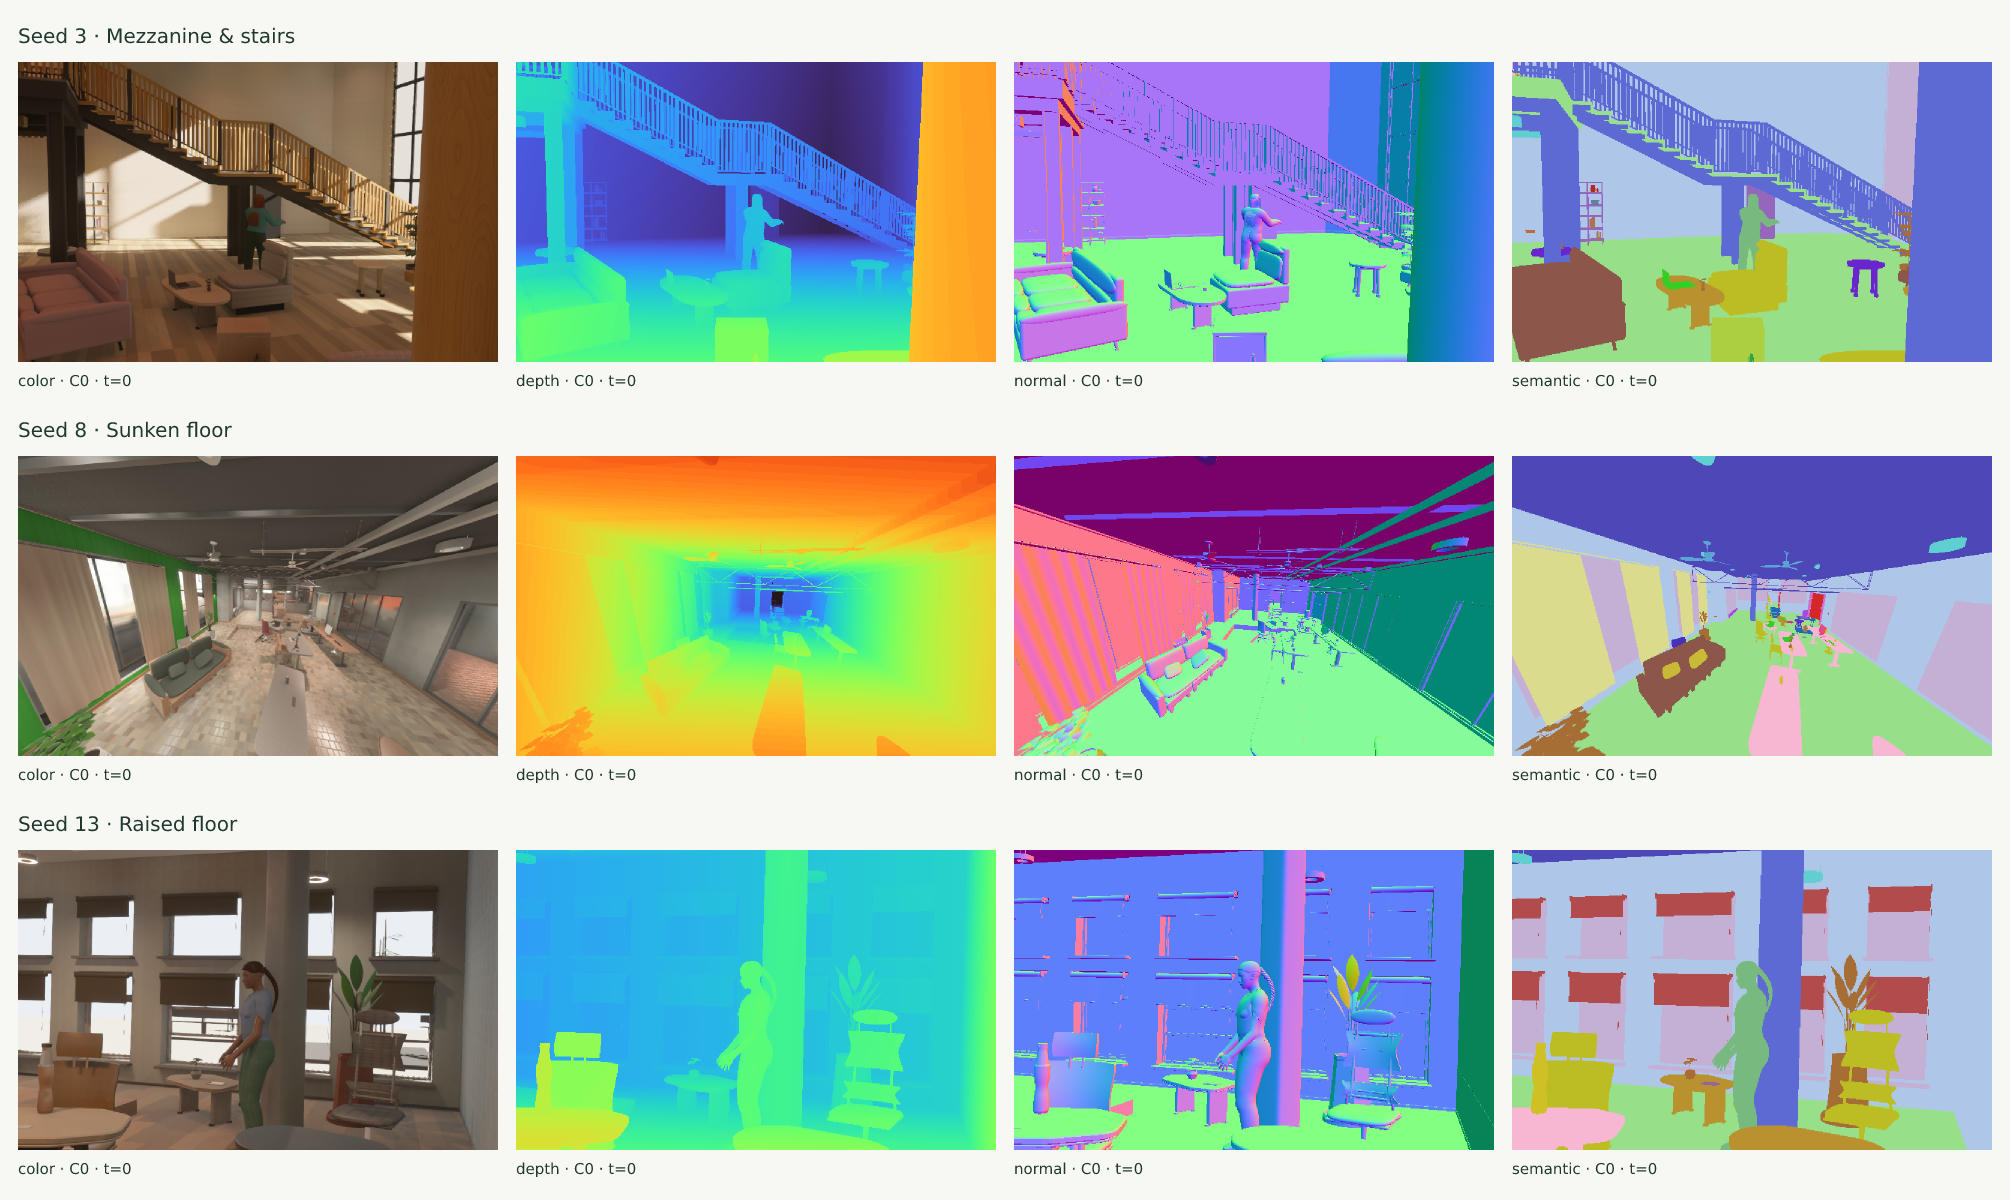 Seed 3 · Mezzanine & stairs
color · C0 · t=0
depth · C0 · t=0
normal · C0 · t=0
semantic · C0 · t=0
Seed 8 · Sunken floor
color · C0 · t=0
depth · C0 · t=0
normal · C0 · t=0
semantic · C0 · t=0
Seed 13 · Raised floor
color · C0 · t=0
depth · C0 · t=0
normal · C0 · t=0
semantic · C0 · t=0